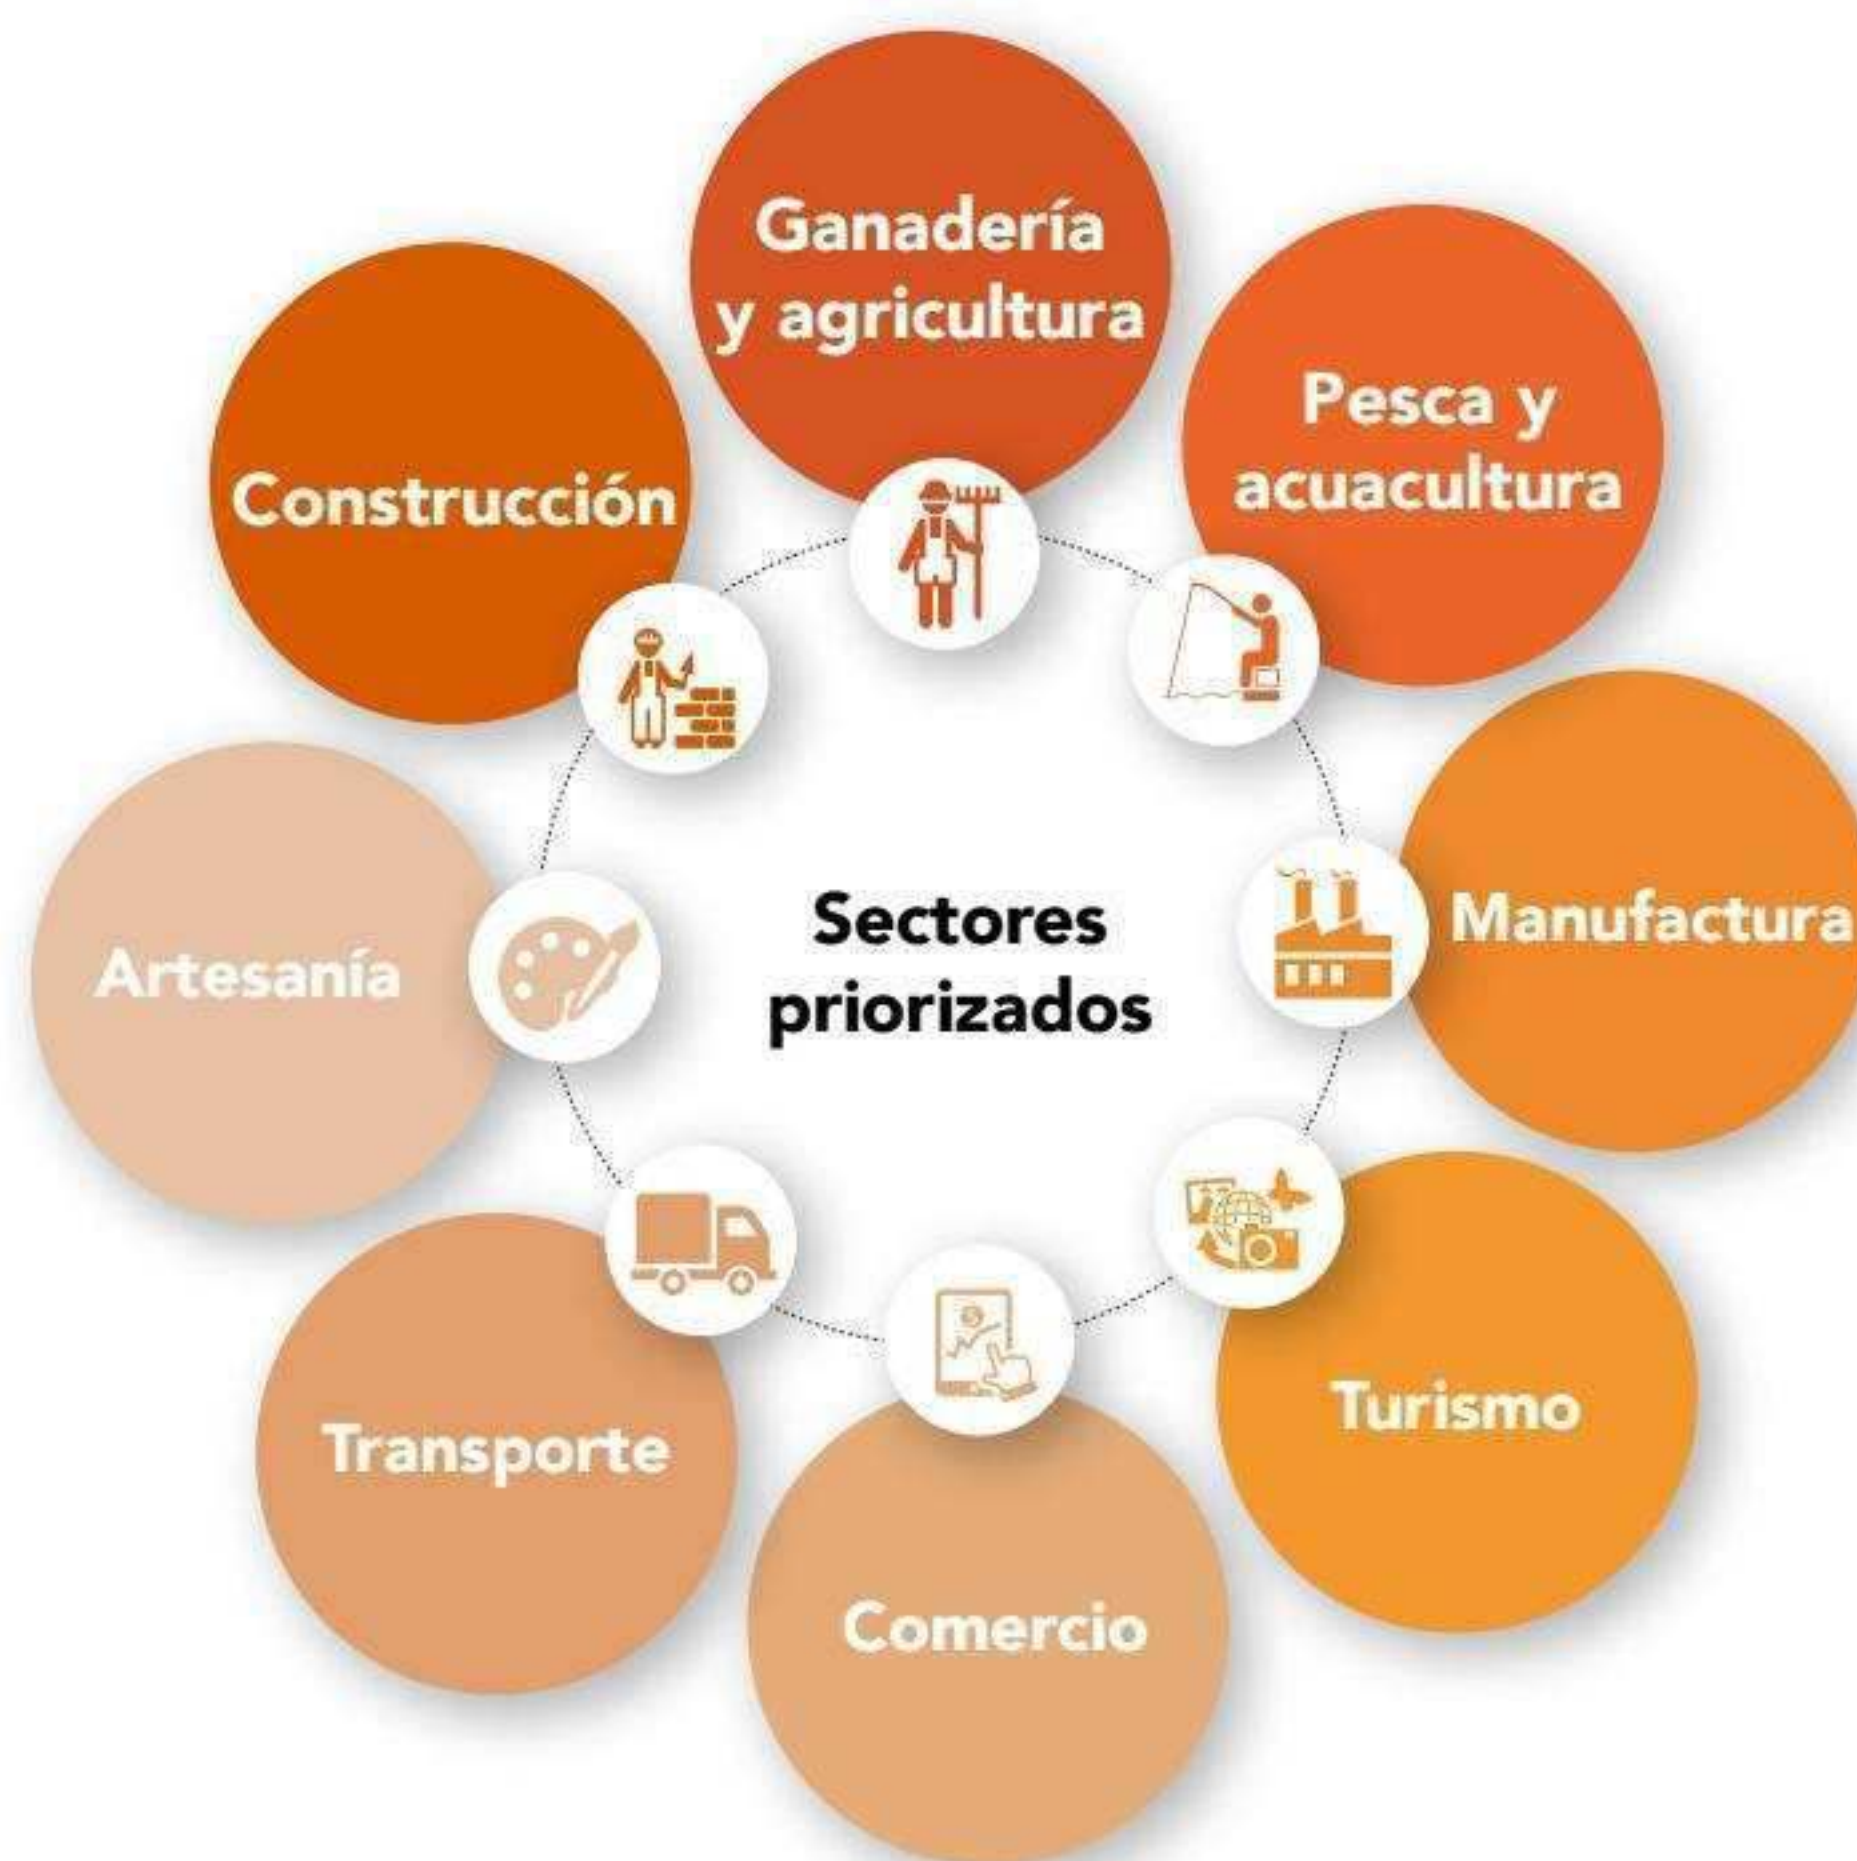 Ganadería
y agricultura
Pesca y
acuacultura
Construcción
Manufactura
Sectores
priorizados
Artesanía
Turismo
Transporte
Comercio